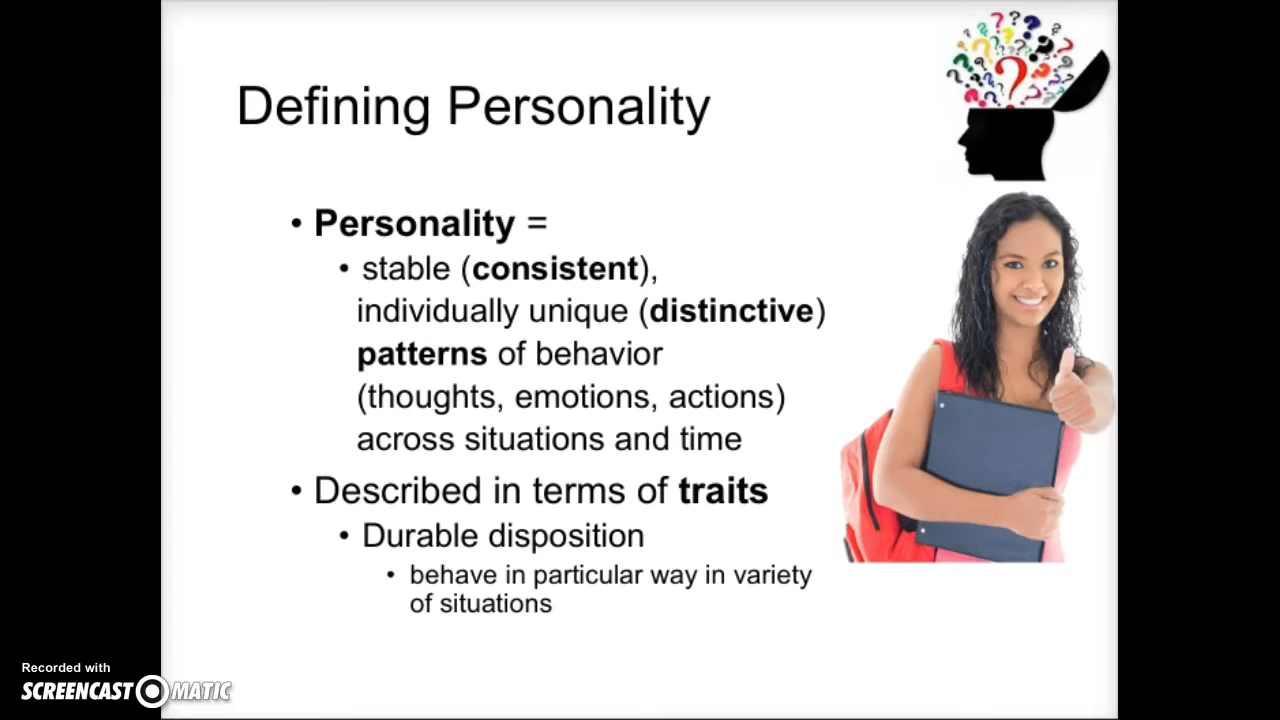 Defining Personality
• Personality =
• stable (consistent),
individually unique (distinctive)
patterns of behavior
(thoughts, emotions, actions)
across situations and time
• Described in terms of traits
• Durable disposition
• behave in particular way in variety
of situations
Recorded with
SCREENCAST MATIC